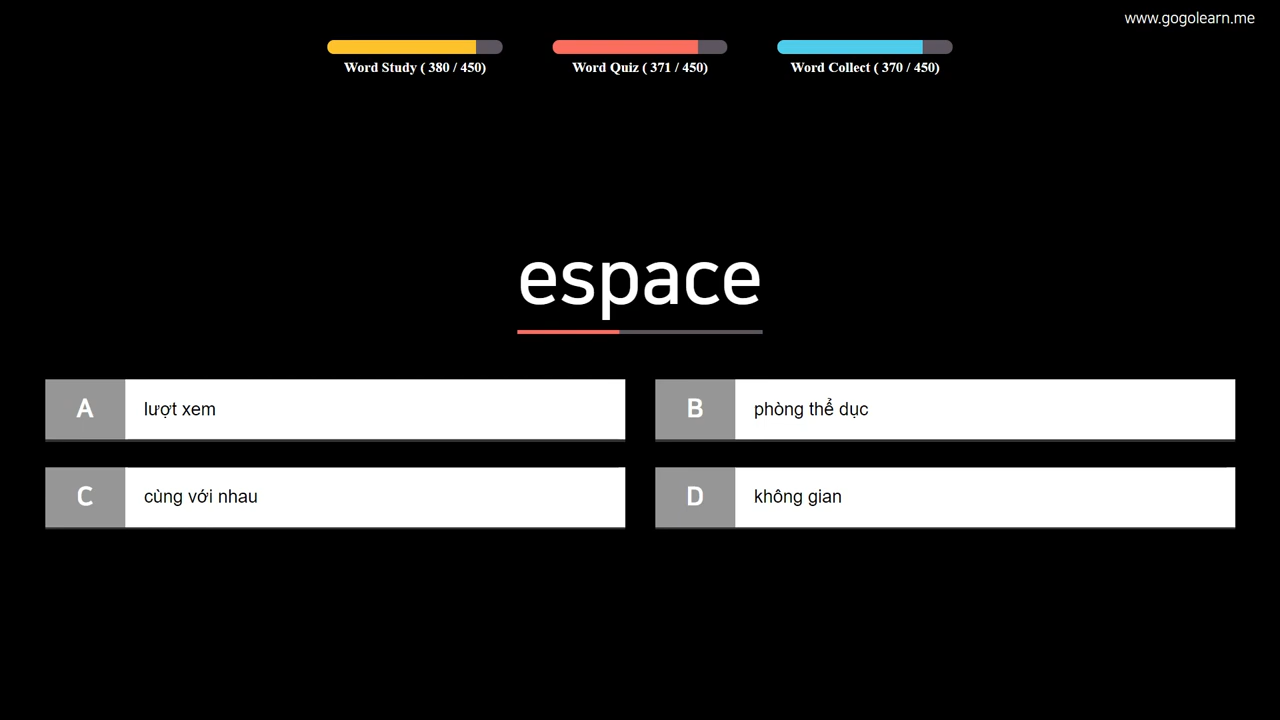 www.gogolearn.me
Word Study ( 380 / 450)
Word Quiz ( 371 / 450)
Word Collect ( 370 / 450)
espace
A lượt xem
B phòng thể dục
C cùng với nhau
D không gian